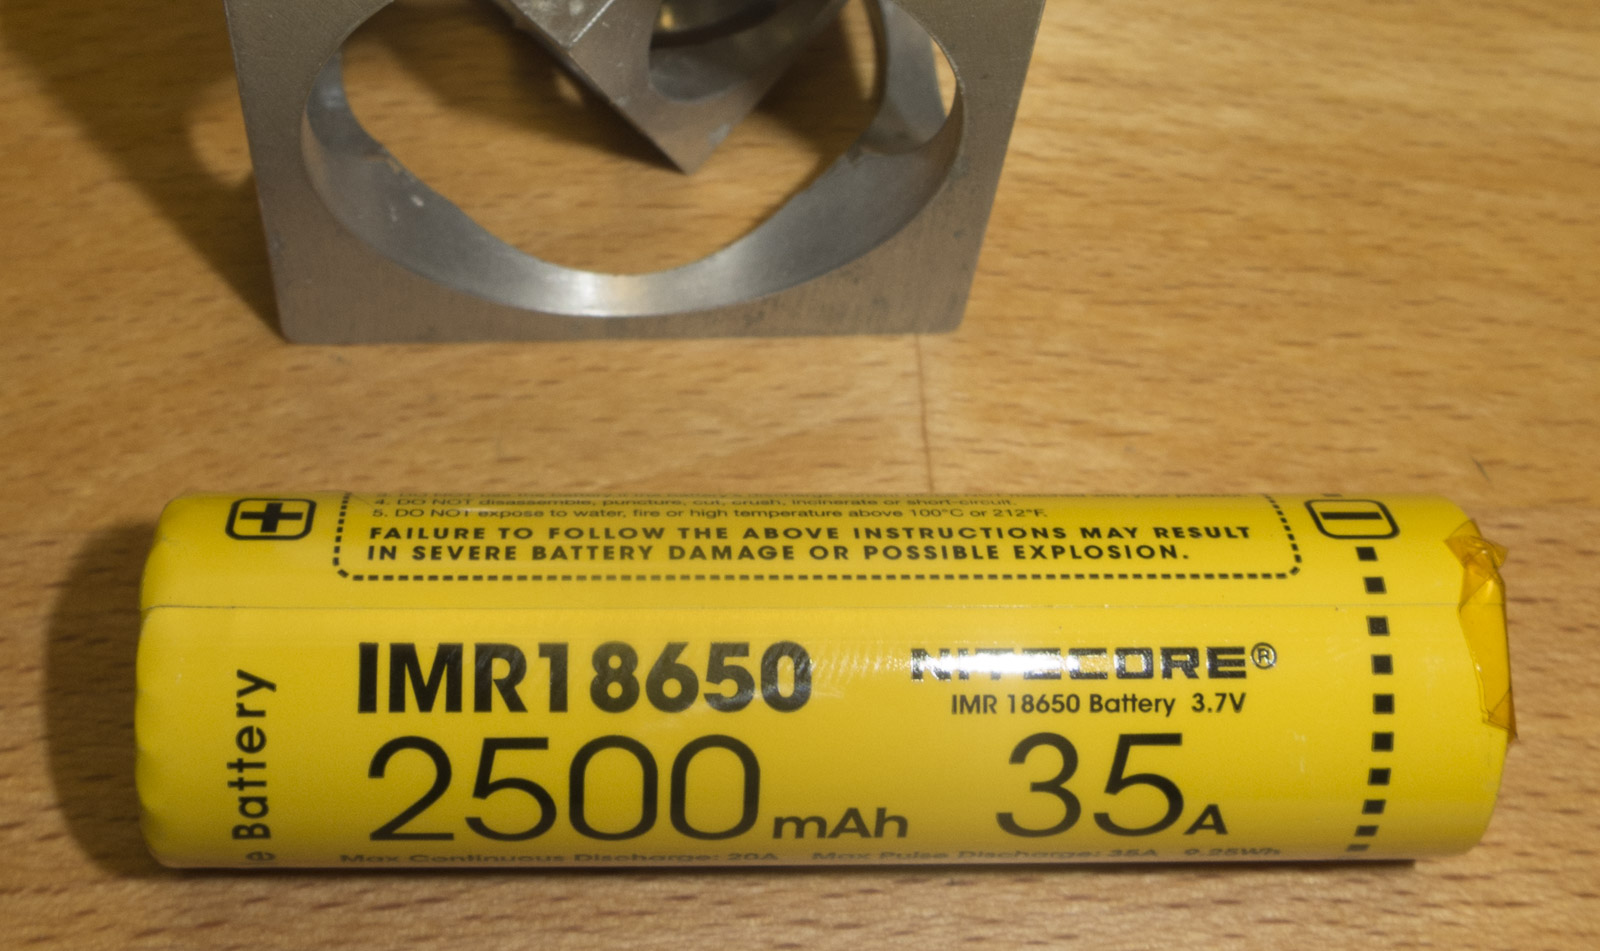 4. DO NOT disassemble, puncture, cut, crush, incinerate or short-circuit.
5. DO NOT expose to water, fire or high temperature above 100°C or 212°F.
FAILURE TO FOLLOW THE ABOVE INSTRUCTIONS MAY RESULT
IN SEVERE BATTERY DAMAGE OR POSSIBLE EXPLOSION.
e Battery
IMR18650
NITECORE®
IMR 18650 Battery 3.7V
2500 mAh
35A
Max Continuous Discharge: 20A Max Pulse Discharge: 35A 9.25Wh